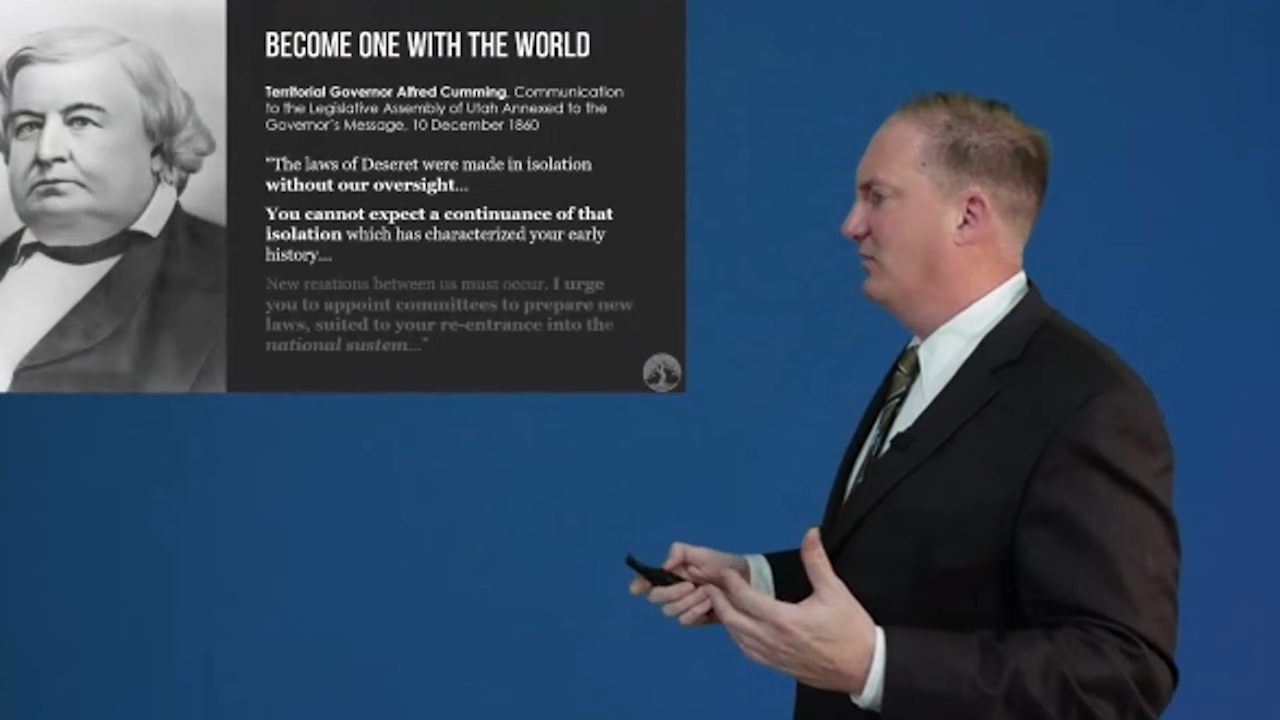 BECOME ONE WITH THE WORLD
Territorial Governor Alfred Cumming, Communication
to the Legislative Assembly of Utah Annexed to the
Governor's Message, 10 December 1860
"The laws of Deseret were made in isolation
without our oversight...
You cannot expect a continuance of that
isolation which has characterized your early
history....
New relations between us must occur. I urge
you to appoint committees to prepare new
laws, suited to your re-entrance into the
national sustem..."